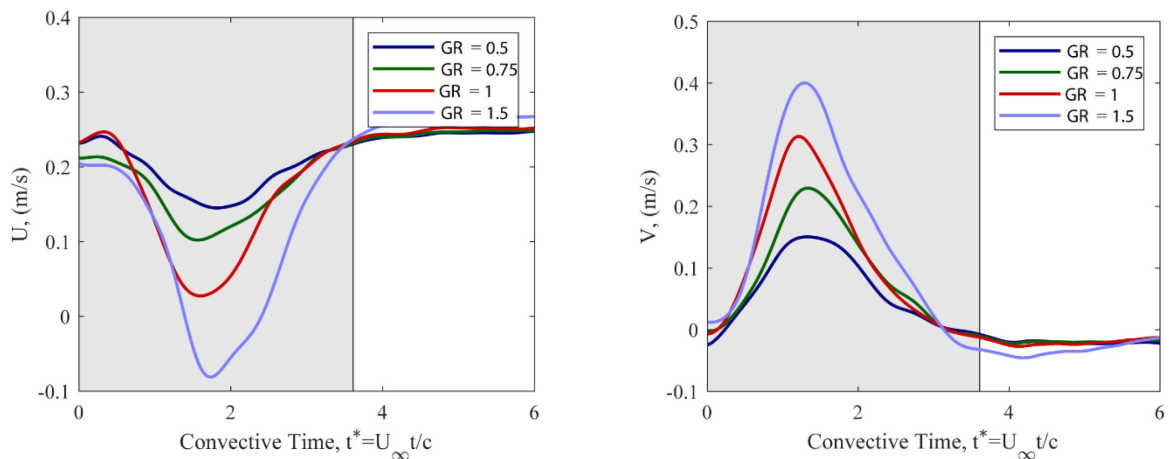 0.4
0.3
0.2
0.1
0
-0.1
U, (m/s)
GR = 0.5
GR = 0.75
GR = 1
GR = 1.5
0
2
4
6
Convective Time, t*=U∞t/c
0.5
0.4
0.3
0.2
0.1
0
-0.1
V, (m/s)
GR = 0.5
GR = 0.75
GR = 1
GR = 1.5
0
2
4
6
Convective Time, t*=U∞t/c